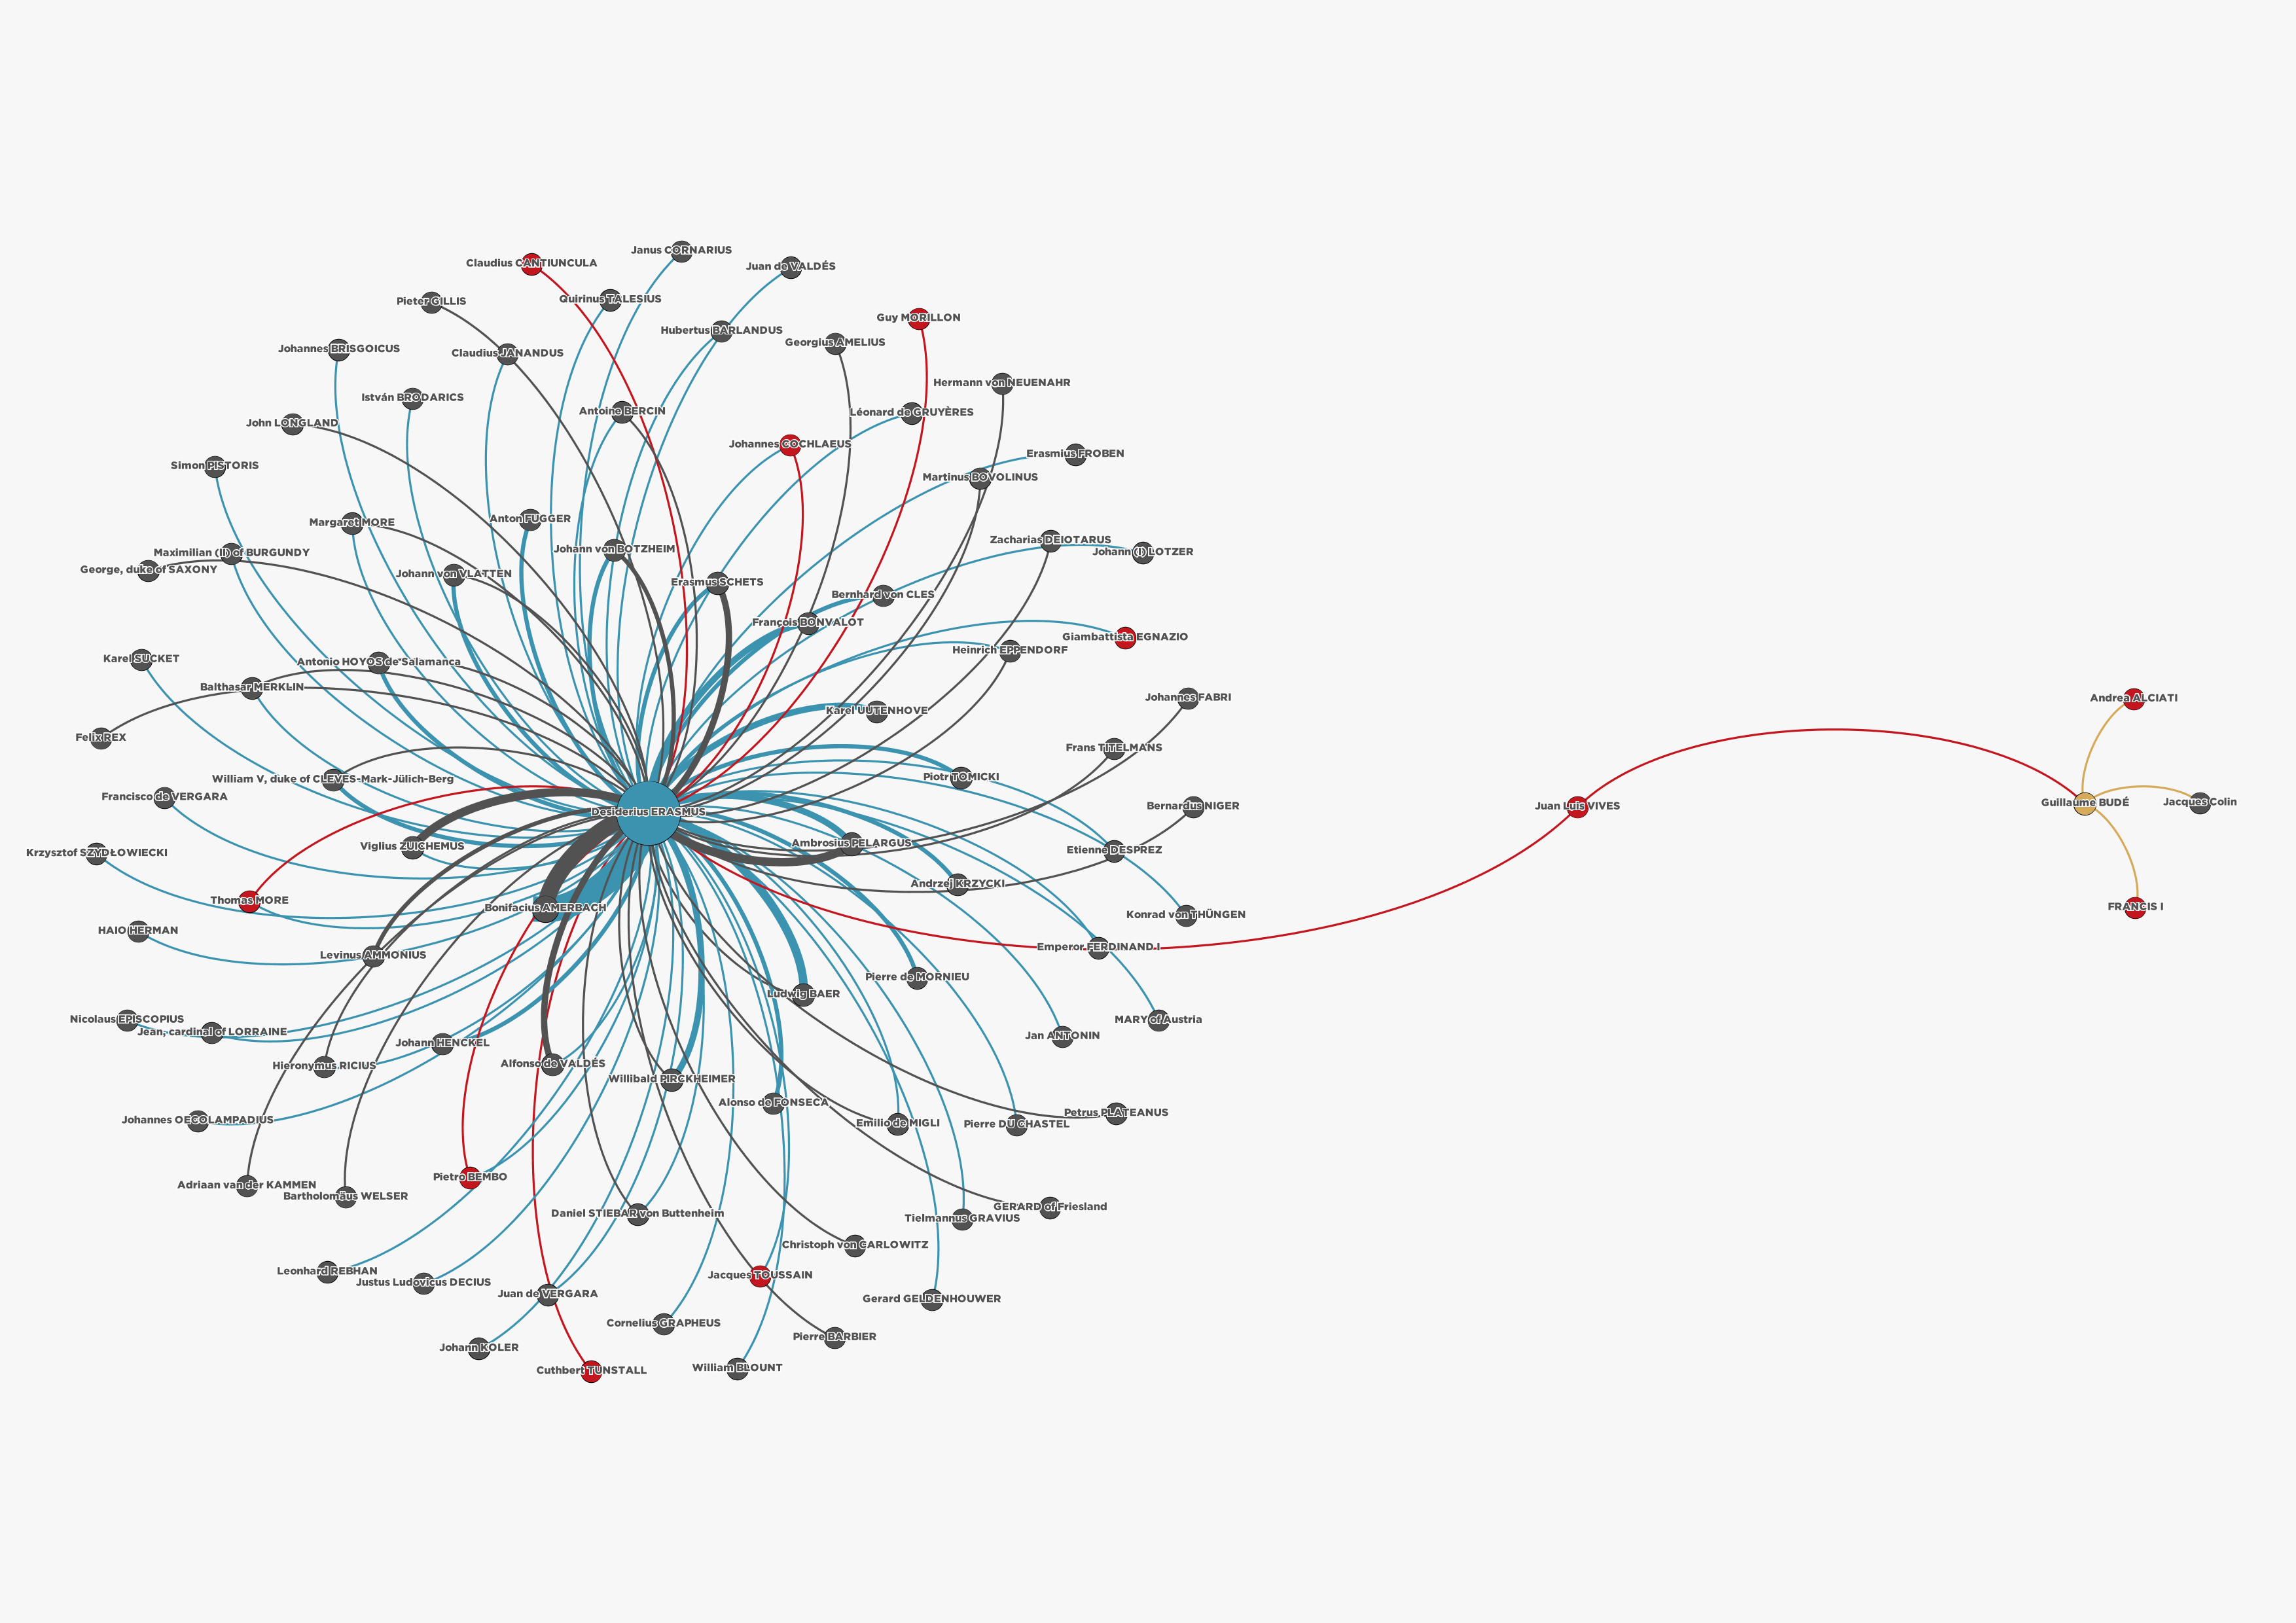 Janus CORNARIUS
Claudius CANTIUNCULA
Juan de VALDÉS
Quirinus TALESIUS
Pieter GILLIS
Guy MORILLON
Hubertus BARLANDUS
Georgius AMELIUS
Johannes BRISGOICUS
Claudius JANANDUS
Hermann von NEUENAHR
István BRODARICS
Antoine BERCIN
Léonard de GRUYÈRES
John LONGLAND
Johannes COCHLAEUS
Erasmius FROBEN
Simon PISTORIS
Martinus BOVOLINUS
Margaret MORE
Anton FUGGER
Zacharias DEIOTARUS
Johann von BOTZHEIM
Maximilian (II) of BURGUNDY
Johann (I) LOTZER
George, duke of SAXONY
Johann von VLATTEN
Erasmus SCHETS
Bernhard von CLES
François BONVALOT
Giambattista EGNAZIO
Heinrich EPPENDORF
Karel SUCKET
Antonio HOYOS de Salamanca
Balthasar MERKLIN
Johannes FABRI
Andrea ALCIATI
Karel UUTENHOVE
Felix REX
Frans TITELMANS
William V, duke of CLEVES-Mark-Jülich-Berg
Piotr TOMICKI
Francisco de VERGARA
Guillaume BUDÉ
Jacques Colin
Bernardus NIGER
Juan Luis VIVES
Desiderius ERASMUS
Ambrosius PELARGUS
Viglius ZUICHEMUS
Etienne DESPREZ
Krzysztof SZYDŁOWIECKI
Andrzej KRZYCKI
Thomas MORE
Bonifacius AMERBACH
FRANCIS I
Konrad von THÜNGEN
HAIO HERMAN
Emperor FERDINAND I
Levinus AMMONIUS
Pierre de MORNIEU
Ludwig BAER
Nicolaus EPISCOPIUS
MARY of Austria
Jean, cardinal of LORRAINE
Jan ANTONIN
Johann HENCKEL
Alfonso de VALDÉS
Hieronymus RICIUS
Willibald PIRCKHEIMER
Alonso de FONSECA
Petrus PLATEANUS
Johannes OECOLAMPADIUS
Emilio de MIGLI
Pierre DU CHASTEL
Pietro BEMBO
Adriaan van der KAMMEN
Bartholomäus WELSER
GERARD of Friesland
Daniel STIEBAR von Buttenheim
Tielmannus GRAVIUS
Christoph von CARLOWITZ
Leonhard REBHAN
Jacques TOUSSAIN
Justus Ludovicus DECIUS
Juan de VERGARA
Gerard GELDENHOUWER
Cornelius GRAPHEUS
Pierre BARBIER
Johann KOLER
William BLOUNT
Cuthbert TUNSTALL